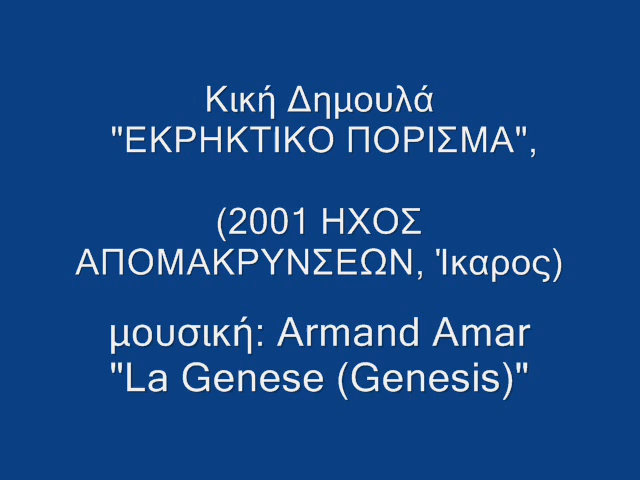 Κική Δημουλά
"ΕΚΡΗΚΤΙΚΟ ΠΟΡΙΣΜΑ",
(2001 ΗΧΟΣ
ΑΠΟΜΑΚΡΥΝΣΕΩΝ, Ίκαρος)
μουσική: Armand Amar
"La Genese (Genesis)"